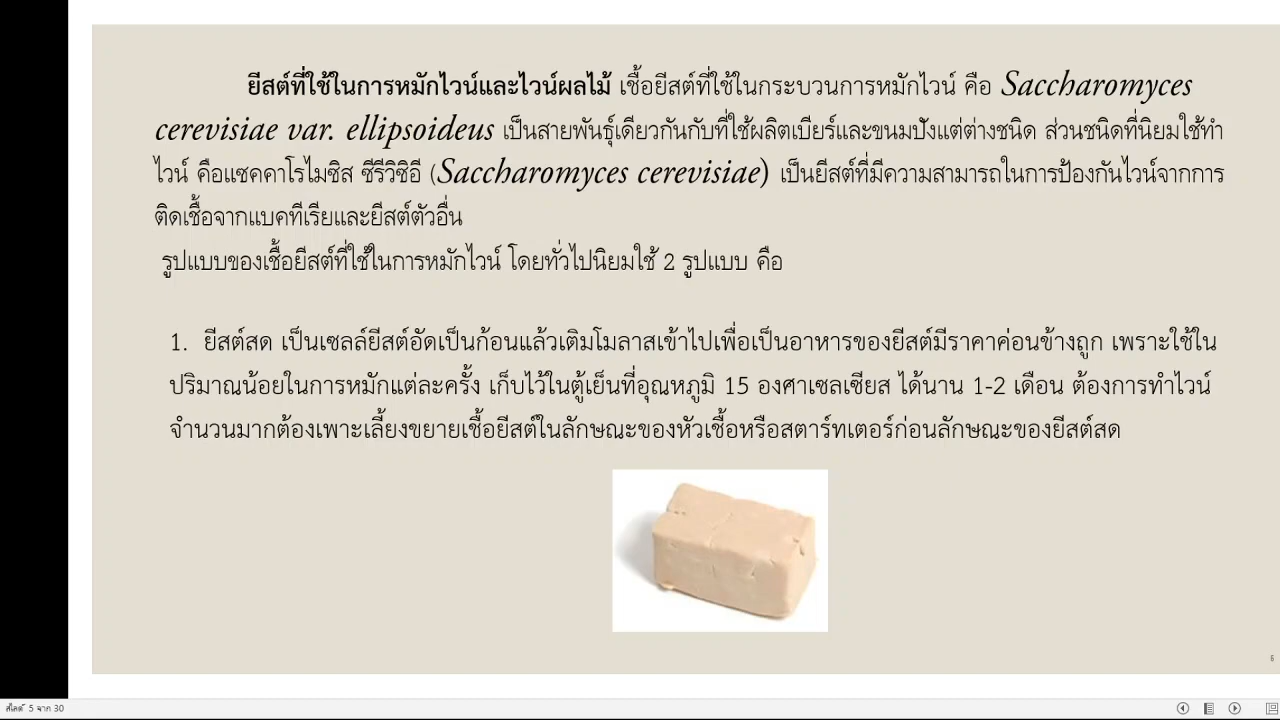 ยีสต์ที่ใช้ในการหมักไวน์และไวน์ผลไม้ เชื้อยีสต์ที่ใช้ในกระบวนการหมักไวน์ คือ Saccharomyces
cerevisiae var. ellipsoideus เป็นสายพันธุ์เดียวกันกับที่ใช้ผลิตเบียร์และขนมปังแต่ต่างชนิด ส่วนชนิดที่นิยมใช้ทำ
ไวน์ คือแซคคาโรไมซิส ซีรีวิซิอี (Saccharomyces cerevisiae) เป็นยีสต์ที่มีความสามารถในการป้องกันไวน์จากการ
ติดเชื้อจากแบคทีเรียและยีสต์ตัวอื่น
รูปแบบของเชื้อยีสต์ที่ใช้ในการหมักไวน์ โดยทั่วไปนิยมใช้ 2 รูปแบบ คือ
1. ยีสต์สด เป็นเซลล์ยีสต์อัดเป็นก้อนแล้วเติมโมลาสเข้าไปเพื่อเป็นอาหารของยีสต์มีราคาค่อนข้างถูก เพราะใช้ใน
ปริมาณน้อยในการหมักแต่ละครั้ง เก็บไว้ในตู้เย็นที่อุณหภูมิ 15 องศาเซลเซียส ได้นาน 1-2 เดือน ต้องการทำไวน์
จำนวนมากต้องเพาะเลี้ยงขยายเชื้อยีสต์ในลักษณะของหัวเชื้อหรือสตาร์ทเตอร์ก่อนลักษณะของยีสต์สด
6
สไลด์ 5 จาก 30